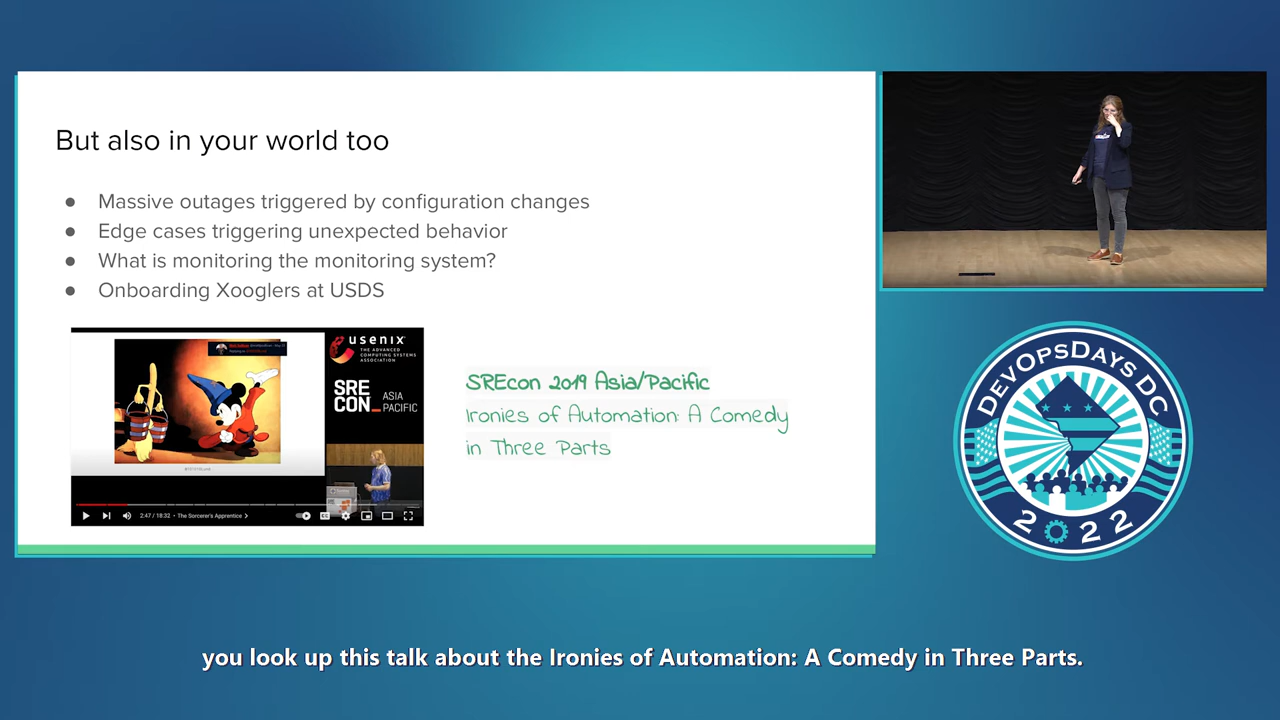 But also in your world too
● Massive outages triggered by configuration changes
● Edge cases triggering unexpected behavior
● What is monitoring the monitoring system?
● Onboarding Xooglers at USDS
usenix
THE ADVANCED
COMPUTING SYSTEMS
ASSOCIATION
SRE
CON_
ASIA
PACIFIC
2:47 / 18:32 • The Sorcerer's Apprentice >
SREcon 2019 Asia/Pacific
Ironies of Automation: A Comedy
in Three Parts
DEVOPSDAYS DC
2022
you look up this talk about the Ironies of Automation: A Comedy in Three Parts.